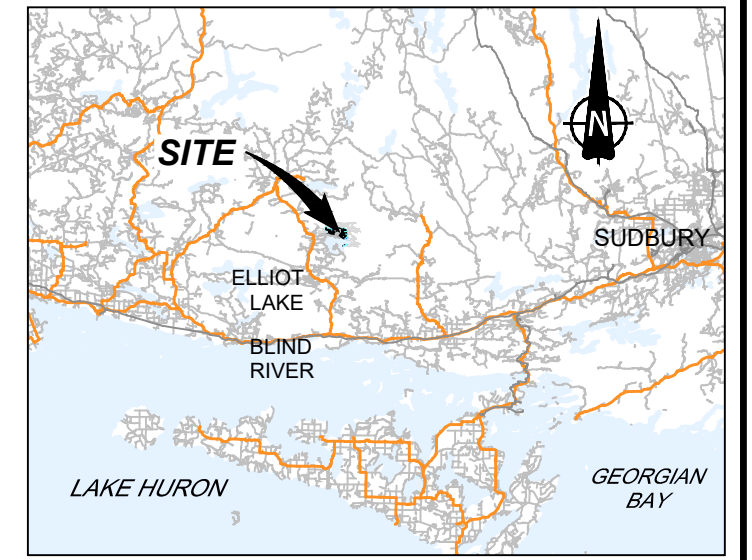 N
SITE
SUDBURY
ELLIOT
LAKE
BLIND
RIVER
LAKE HURON
GEORGIAN
BAY